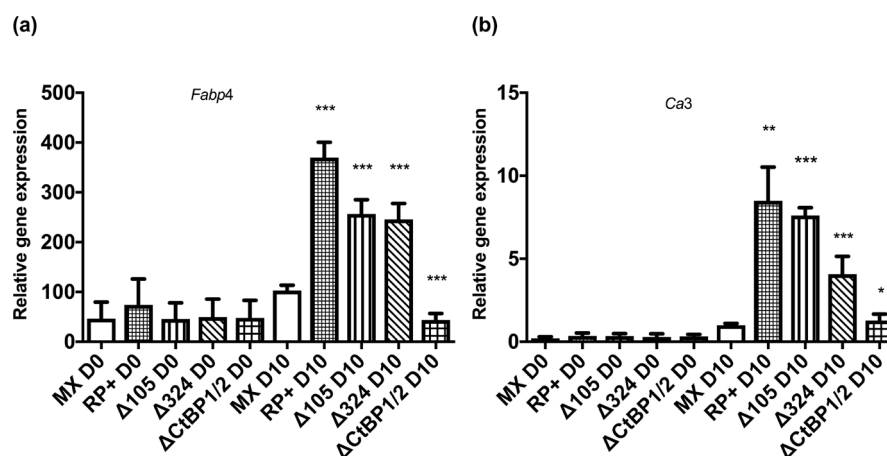 (a)
Fabp4
Relative gene expression
500
400
300
200
100
0
***
***
***
***
MX D0
RP+ D0
Δ105 D0
Δ324 D0
ΔCtBP1/2 D0
MX D10
RP+ D10
Δ105 D10
Δ324 D10
ΔCtBP1/2 D10
(b)
Ca3
Relative gene expression
15
10
5
0
**
***
***
*
MX D0
RP+ D0
Δ105 D0
Δ324 D0
ΔCtBP1/2 D0
MX D10
RP+ D10
Δ105 D10
Δ324 D10
ΔCtBP1/2 D10